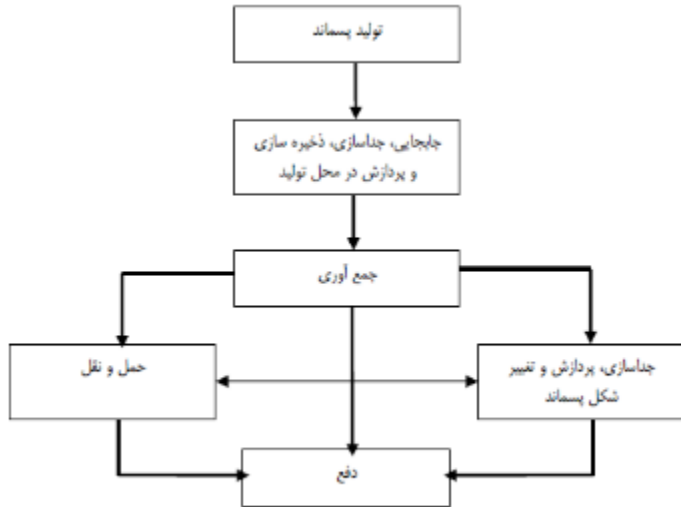 تولید پسماند
جابجایی، جداسازی، ذخیره سازی
و پردازش در محل تولید
جمع آوری
حمل و نقل
جداسازی، پردازش و تغییر
شکل پسماند
دفع